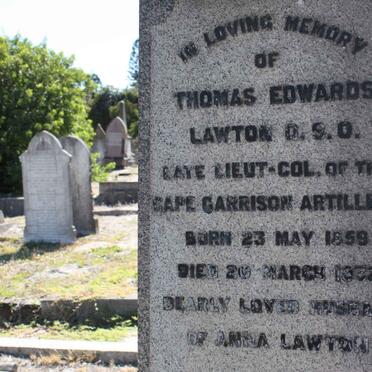 IN LOVING MEMORY
OF
THOMAS EDWARDS
LAWTON D.S.O.
LATE LIEUT-COL. OF
CAPE GARRISON
BORN 23 MAY 1859
DIED MARCH
DEARLY LOVED
OF ANNA LAWTON